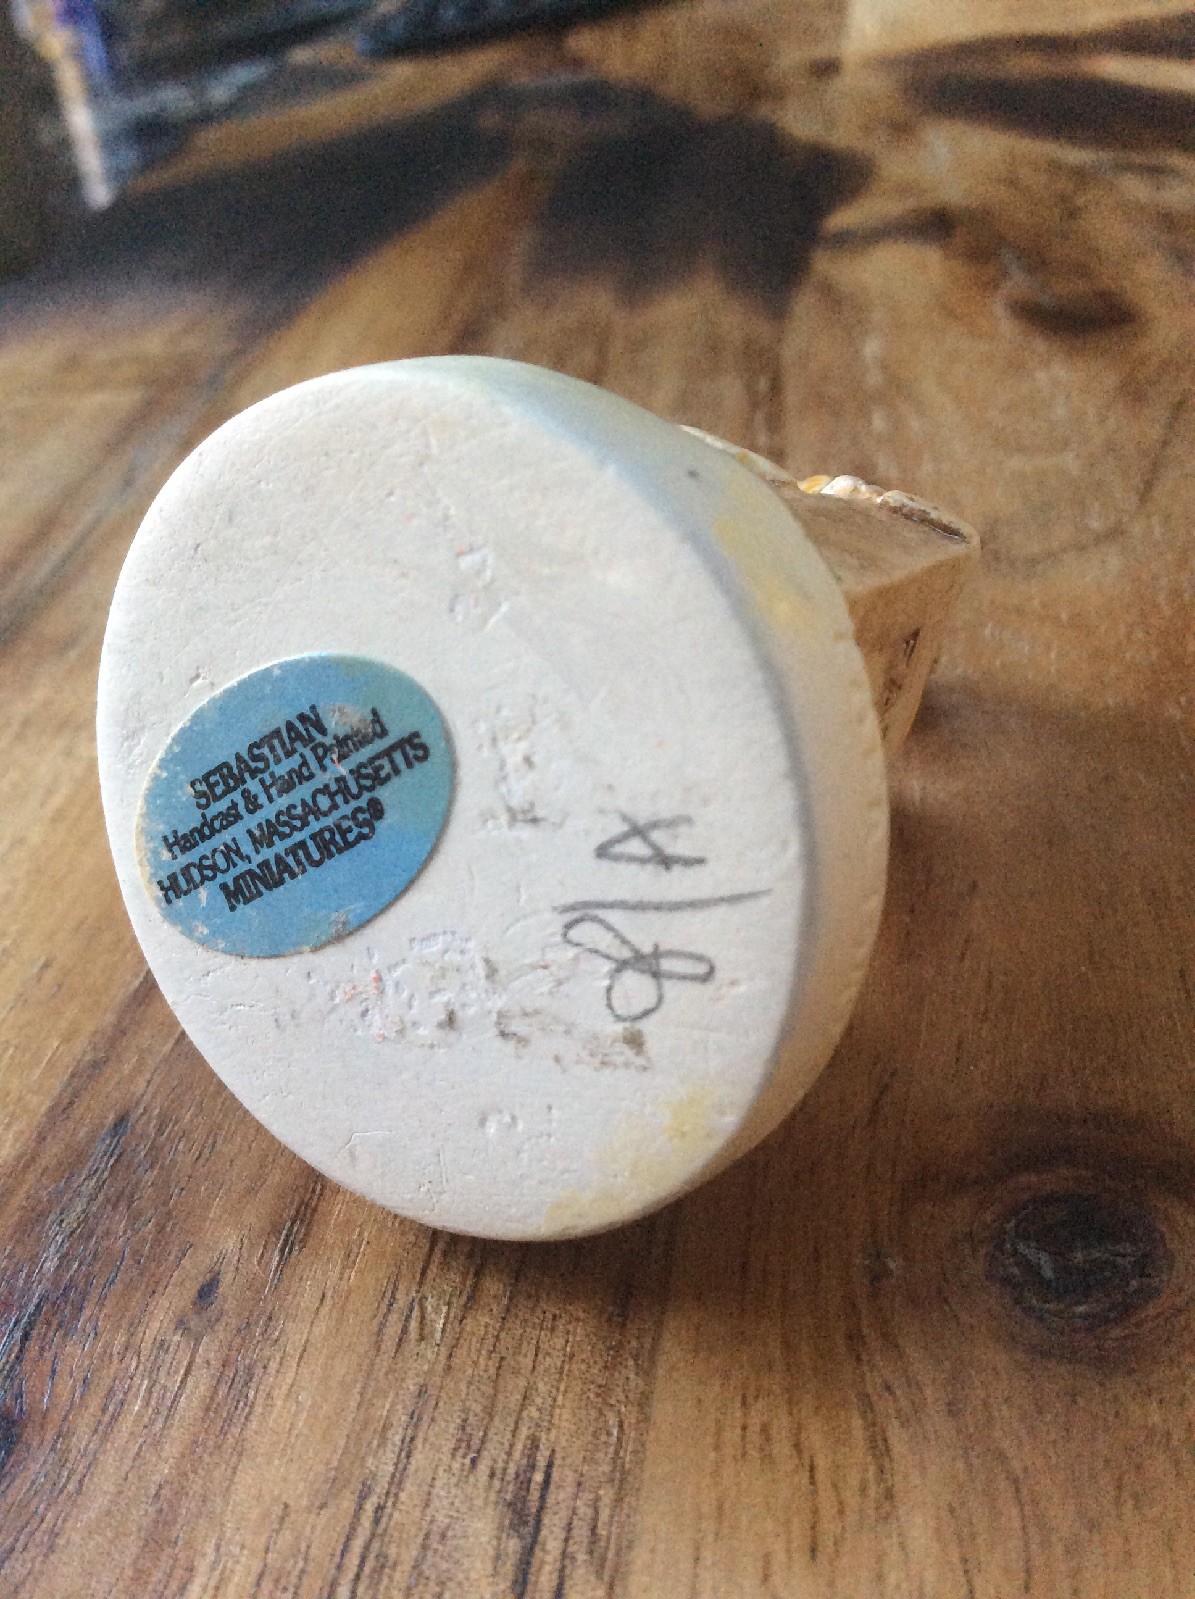 SEBASTIAN
Handcast & Hand Painted
HUDSON, MASSACHUSETTS
MINIATURES®